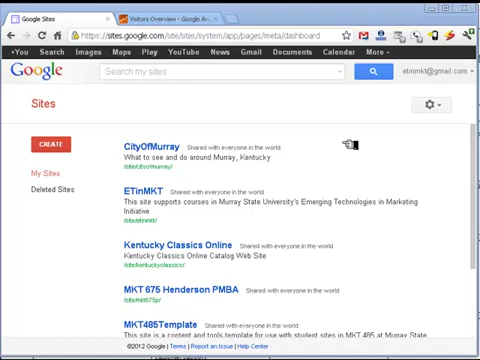 Google Sites
Visitors Overview - Google An
https://sites.google.com/site/sites/system/app/pages/meta/dashboard
+You Search Images Maps Play YouTube News Gmail Documents Calendar More
Google
Search my sites
etinmkt@gmail.com
Sites
CREATE
My Sites
Deleted Sites
CityOfMurray Shared with everyone in the world
What to see and do around Murray, Kentucky
/site/cityofmurray/
ETinMKT Shared with everyone in the world
This site supports courses in Murray State University's Emerging Technologies in Marketing
Initiative
/site/etinmkt/
Kentucky Classics Online Shared with everyone in the world
Kentucky Classics Online Catalog Web Site
/site/kentuckyclassics/
MKT 675 Henderson PMBA Shared with everyone in the world
/site/mkt675p/
MKT485Template Shared with everyone in the world
This is a content and tools template for use with student sites in MKT 485 at Murray State
©2012 Google | Terms | Report an Issue | Help Center